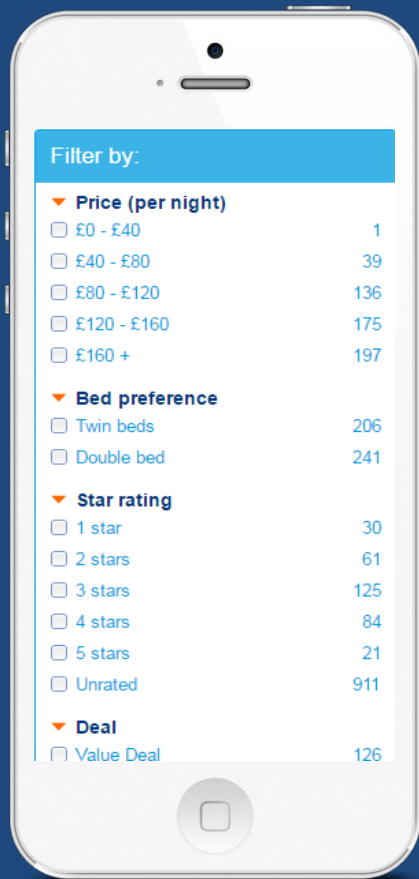 Filter by:
Price (per night)
£0 - £40 1
£40 - £80 39
£80 - £120 136
£120 - £160 175
£160 + 197
Bed preference
Twin beds 206
Double bed 241
Star rating
1 star 30
2 stars 61
3 stars 125
4 stars 84
5 stars 21
Unrated 911
Deal
Value Deal 126